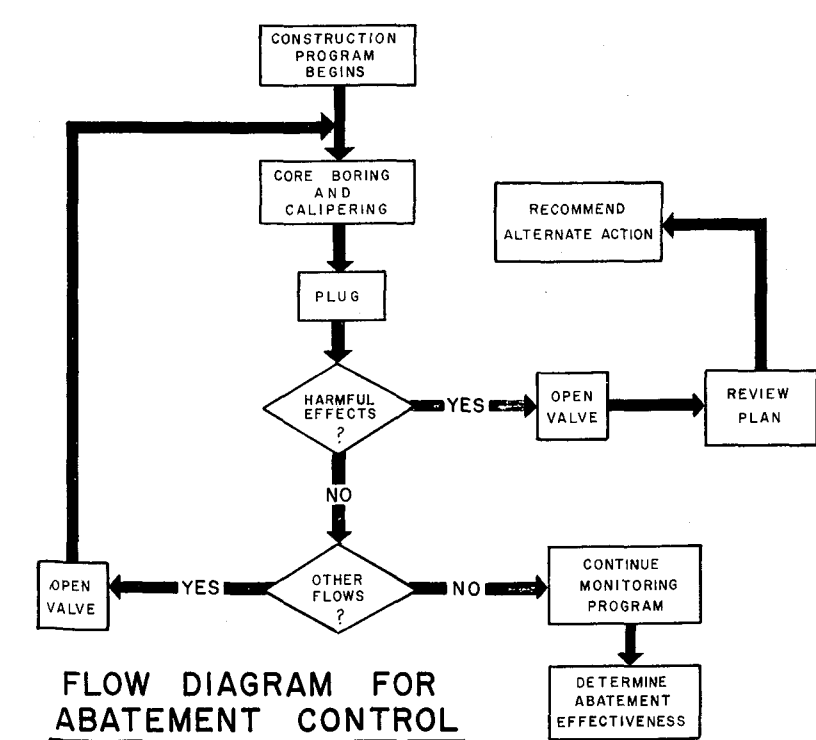 CONSTRUCTION
PROGRAM
BEGINS
CORE BORING
AND
CALIPERING
RECOMMEND
ALTERNATE ACTION
PLUG
HARMFUL
EFFECTS
?
YES
OPEN
VALVE
REVIEW
PLAN
NO
OPEN
VALVE
YES
OTHER
FLOWS
?
NO
CONTINUE
MONITORING
PROGRAM
DETERMINE
ABATEMENT
EFFECTIVENESS
FLOW DIAGRAM FOR
ABATEMENT CONTROL